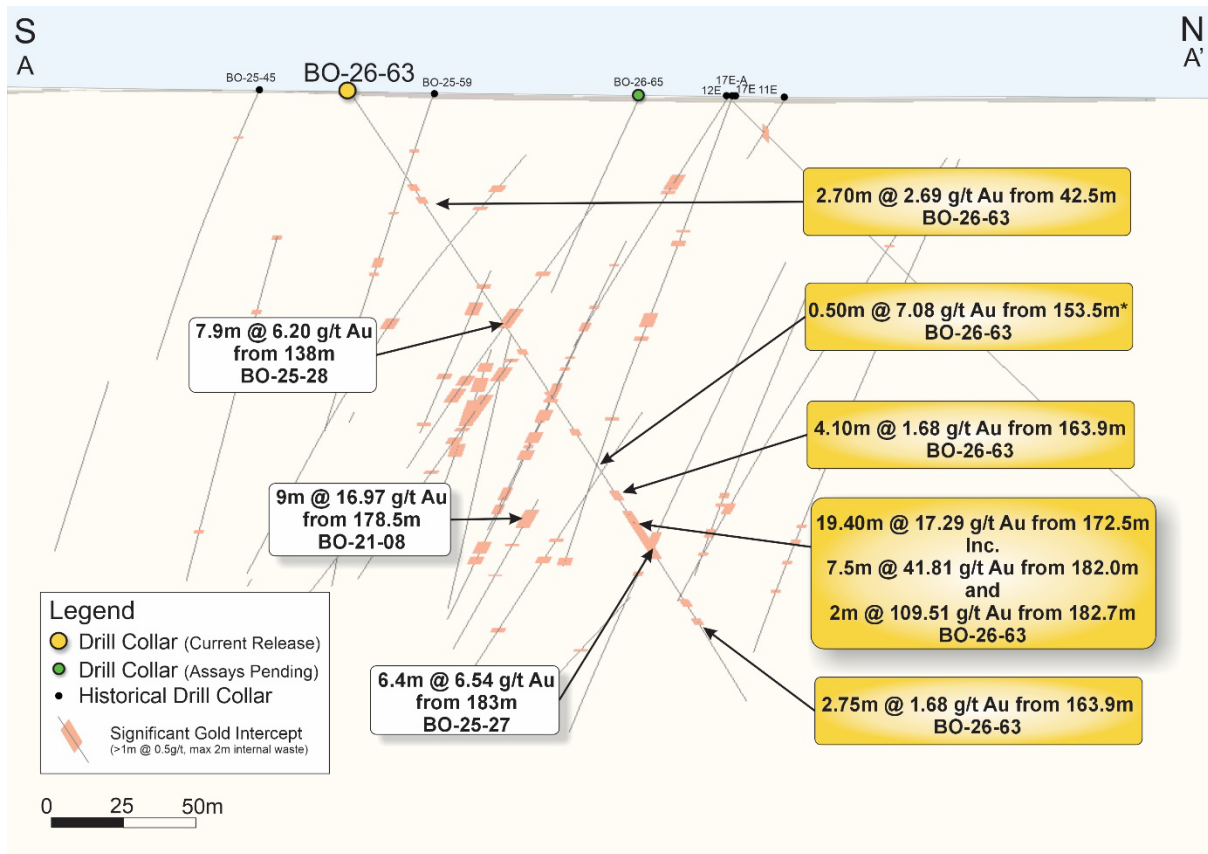 S
A
N
A'
BO-25-45
BO-26-63
BO-25-59
BO-26-65
17E-A
12E 17E 11E
2.70m @ 2.69 g/t Au from 42.5m
BO-26-63
0.50m @ 7.08 g/t Au from 153.5m*
BO-26-63
7.9m @ 6.20 g/t Au
from 138m
BO-25-28
4.10m @ 1.68 g/t Au from 163.9m
BO-26-63
9m @ 16.97 g/t Au
from 178.5m
BO-21-08
19.40m @ 17.29 g/t Au from 172.5m
Inc.
7.5m @ 41.81 g/t Au from 182.0m
and
2m @ 109.51 g/t Au from 182.7m
BO-26-63
6.4m @ 6.54 g/t Au
from 183m
BO-25-27
2.75m @ 1.68 g/t Au from 163.9m
BO-26-63
Legend
Drill Collar (Current Release)
Drill Collar (Assays Pending)
Historical Drill Collar
Significant Gold Intercept
(>1m @ 0.5g/t, max 2m internal waste)
0 25 50m